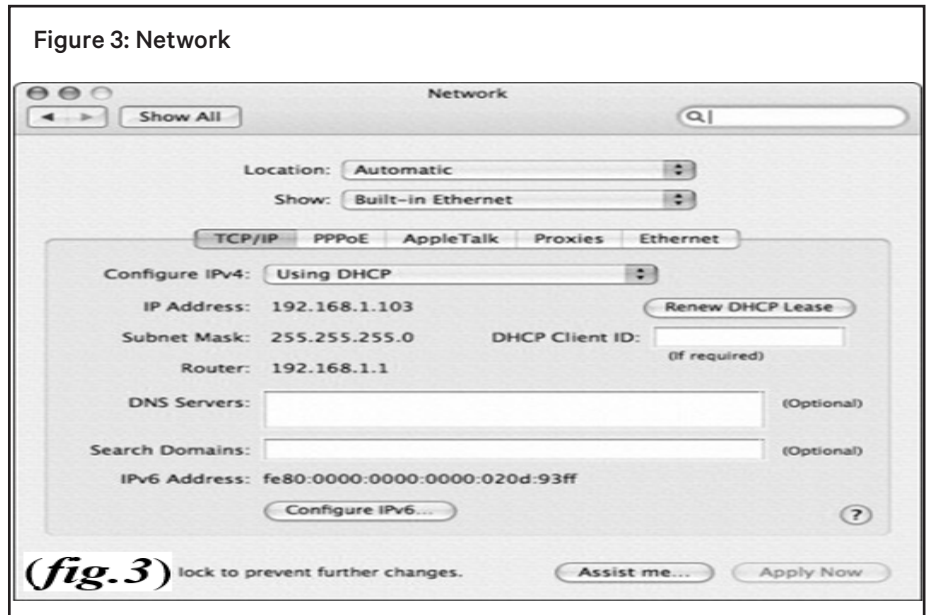 Figure 3: Network
Network
Show All
Location: Automatic
Show: Built-in Ethernet
TCP/IP PPPoE AppleTalk Proxies Ethernet
Configure IPv4: Using DHCP
IP Address: 192.168.1.103 Renew DHCP Lease
Subnet Mask: 255.255.255.0 DHCP Client ID:
(If required)
Router: 192.168.1.1
DNS Servers: (Optional)
Search Domains: (Optional)
IPv6 Address: fe80:0000:0000:0000:020d:93ff
Configure IPv6... ?
(fig.3) lock to prevent further changes. Assist me... Apply Now